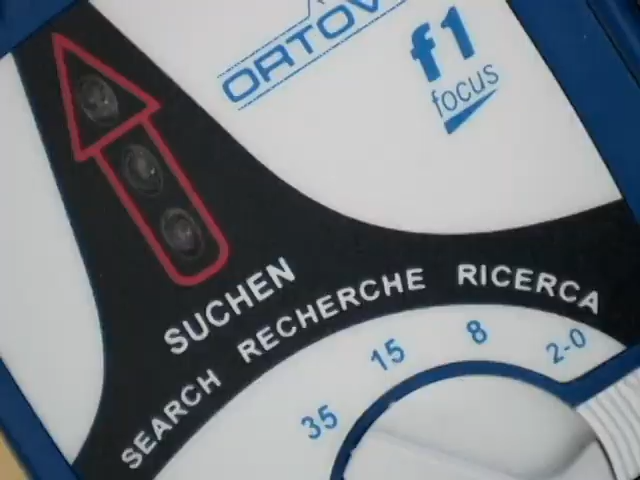 ORTOV
f1
focus
SUCHEN
SEARCH RECHERCHE RICERCA
35 15 8 2-0